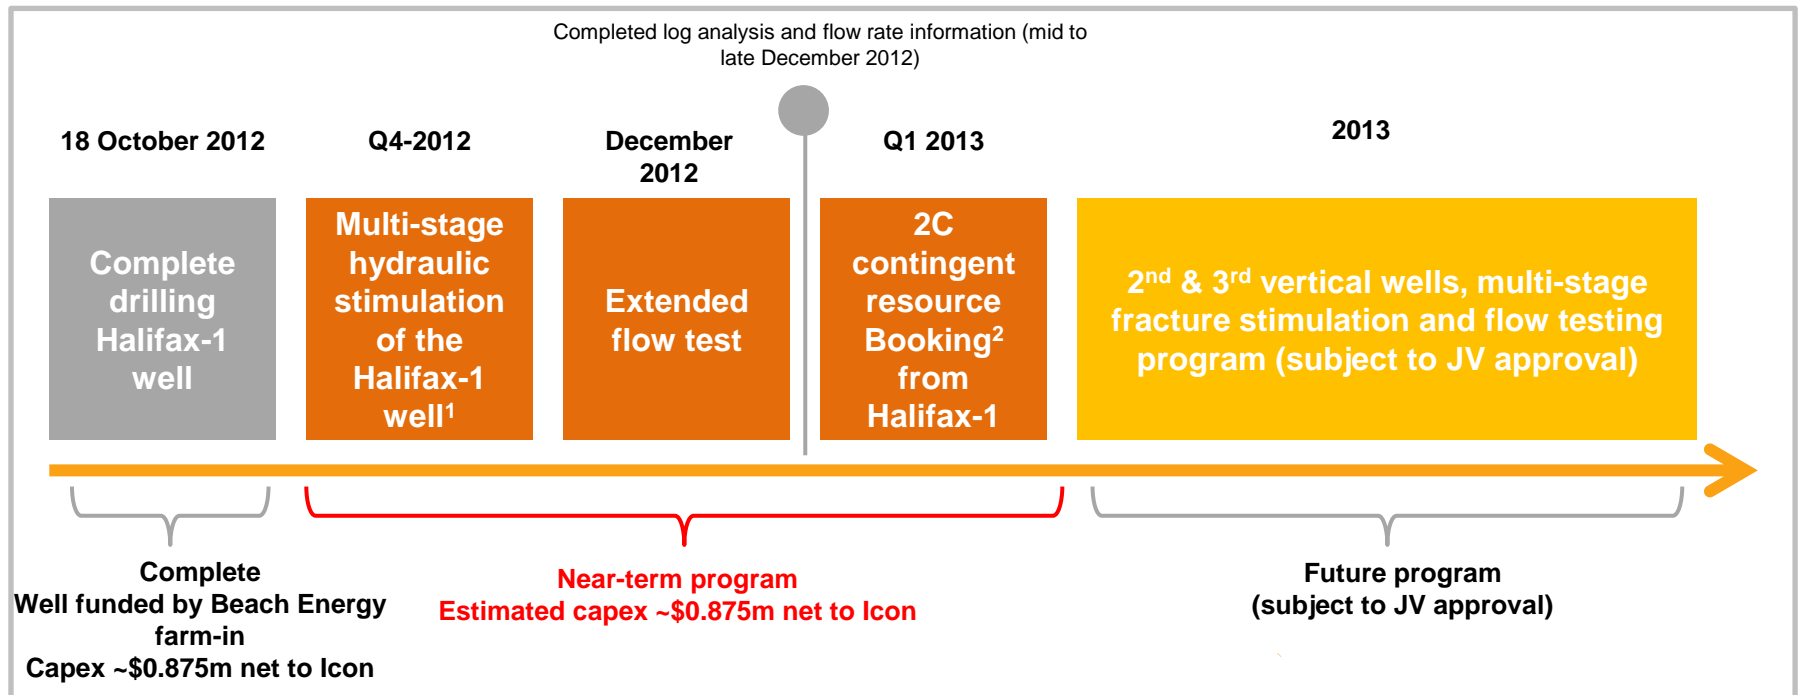 Completed log analysis and flow rate information (mid to
late December 2012)
18 October 2012
Q4-2012
December
2012
Q1 2013
2013
Complete
drilling
Halifax-1
well
Multi-stage
hydraulic
stimulation
of the
Halifax-1
well¹
Extended
flow test
2C
contingent
resource
Booking²
from
Halifax-1
2nd & 3rd vertical wells, multi-stage
fracture stimulation and flow testing
program (subject to JV approval)
Complete
Well funded by Beach Energy
farm-in
Capex ~$0.875m net to Icon
Near-term program
Estimated capex ~$0.875m net to Icon
Future program
(subject to JV approval)